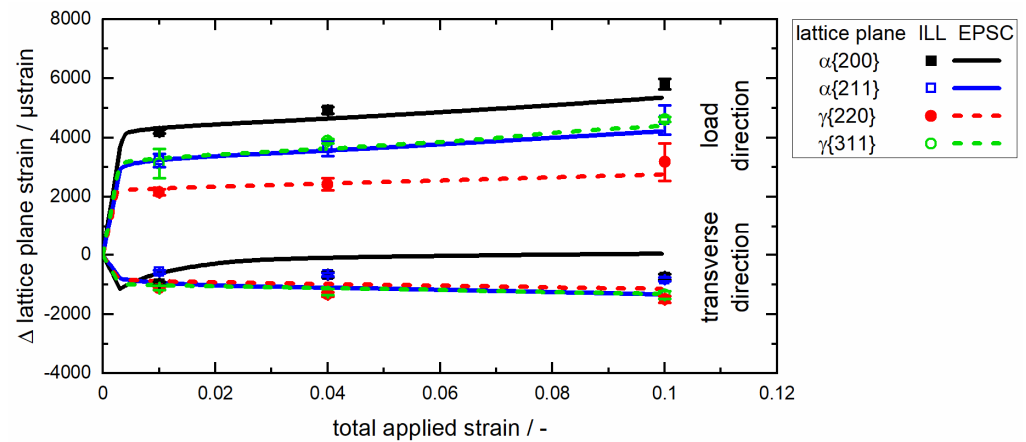 8000
6000
4000
2000
0
-2000
-4000
0
0.02
0.04
0.06
0.08
0.10
0.12
Δ lattice plane strain / µstrain
total applied strain / -
load
direction
transverse
direction
lattice plane ILL EPSC
α{200}
α{211}
γ{220}
γ{311}